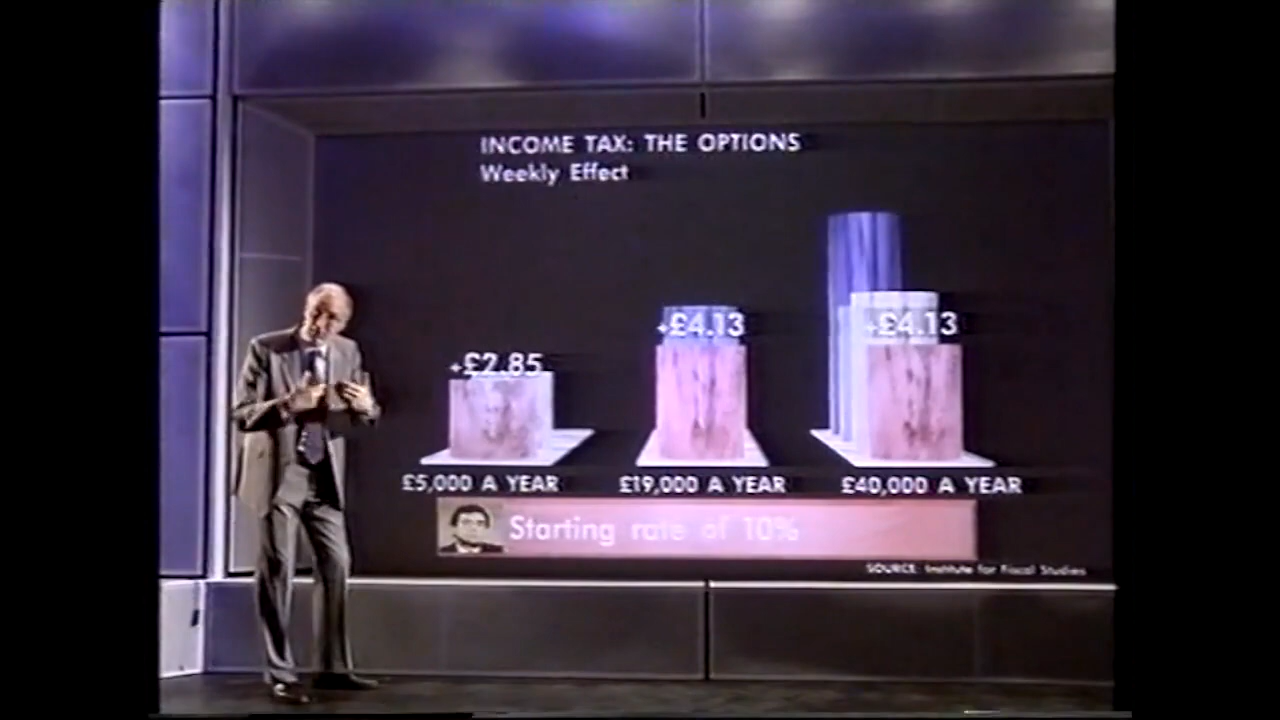 INCOME TAX: THE OPTIONS
Weekly Effect
+£2.85
+£4.13
+£4.13
£5,000 A YEAR
£19,000 A YEAR
£40,000 A YEAR
Starting rate of 10%
SOURCE: Institute for Fiscal Studies